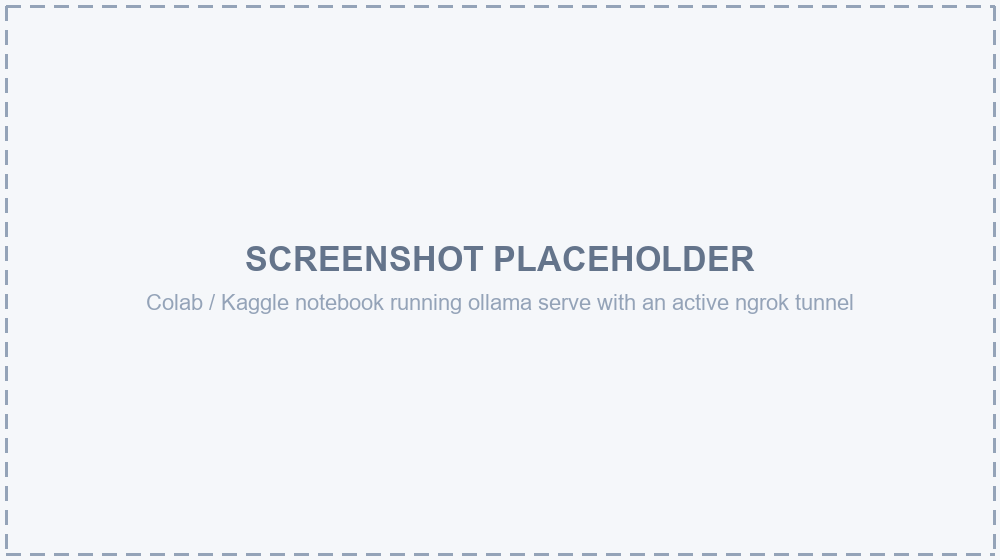 SCREENSHOT PLACEHOLDER
Colab / Kaggle notebook running ollama serve with an active ngrok tunnel